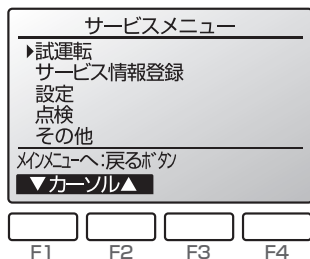 サービスメニュー
▶試運転
サービス情報登録
設定
点検
その他
メインメニューへ:戻るボタン
▼カーソル▲
F1 F2 F3 F4